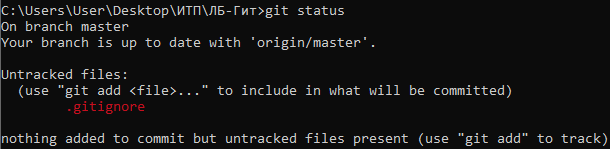 C:\Users\User\Desktop\ИТП\ЛБ-Гит>git status
On branch master
Your branch is up to date with 'origin/master'.
Untracked files:
(use "git add <file>..." to include in what will be committed)
.gitignore
nothing added to commit but untracked files present (use "git add" to track)